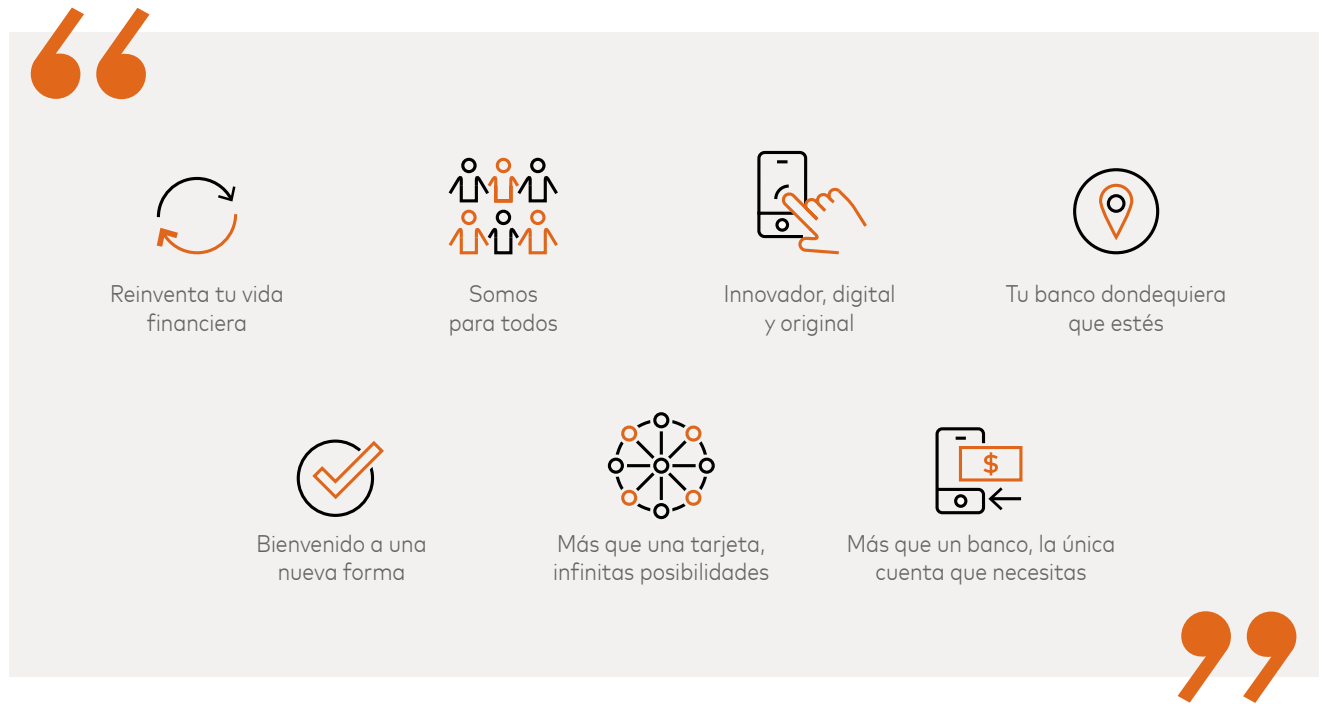 Reinventa tu vida
financiera
Somos
para todos
Innovador, digital
y original
Tu banco dondequiera
que estés
$
Bienvenido a una
nueva forma
Más que una tarjeta,
infinitas posibilidades
Más que un banco, la única
cuenta que necesitas